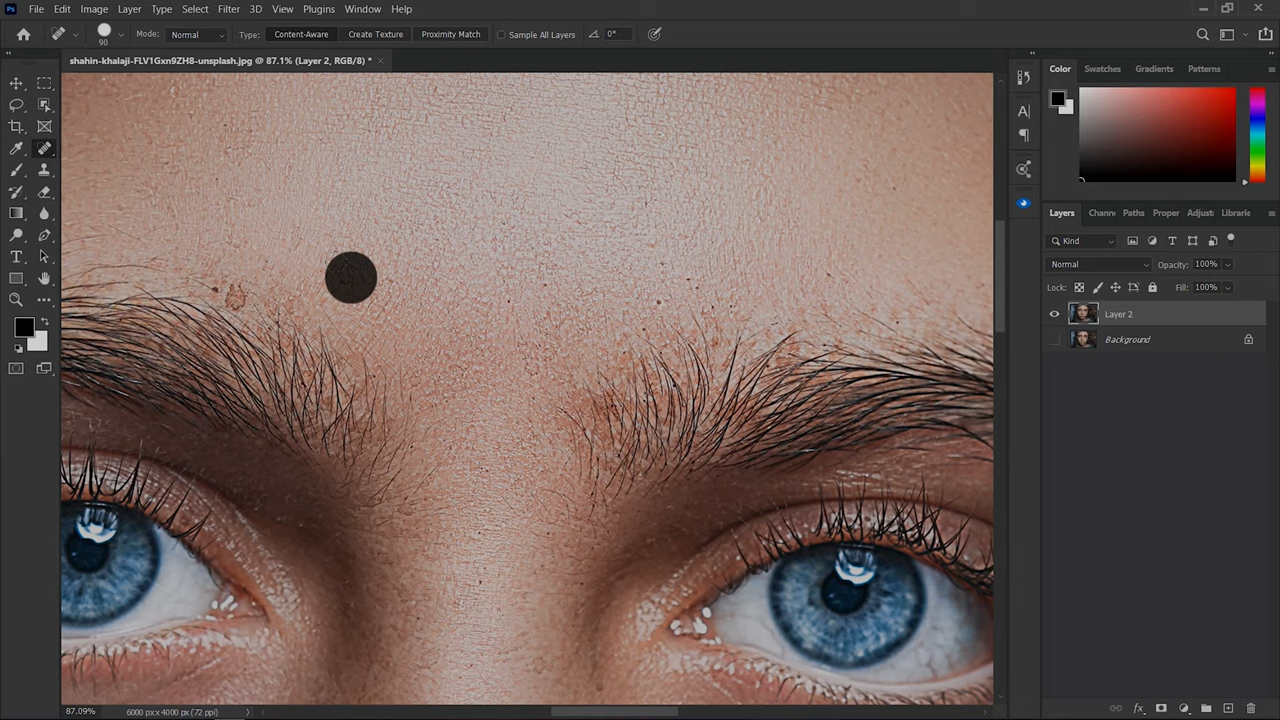 Ps File Edit Image Layer Type Select Filter 3D View Plugins Window Help
90 Mode: Normal Type: Content-Aware Create Texture Proximity Match Sample All Layers 0°
shahin-khalaji-FLV1Gxn9ZH8-unsplash.jpg @ 87.1% (Layer 2, RGB/8) *
Color Swatches Gradients Patterns
Layers Chann Paths Proper Adjust Librarie
Kind
Normal Opacity: 100%
Lock: Fill: 100%
Layer 2
Background
87.09% 6000 px x 4000 px (72 ppi)